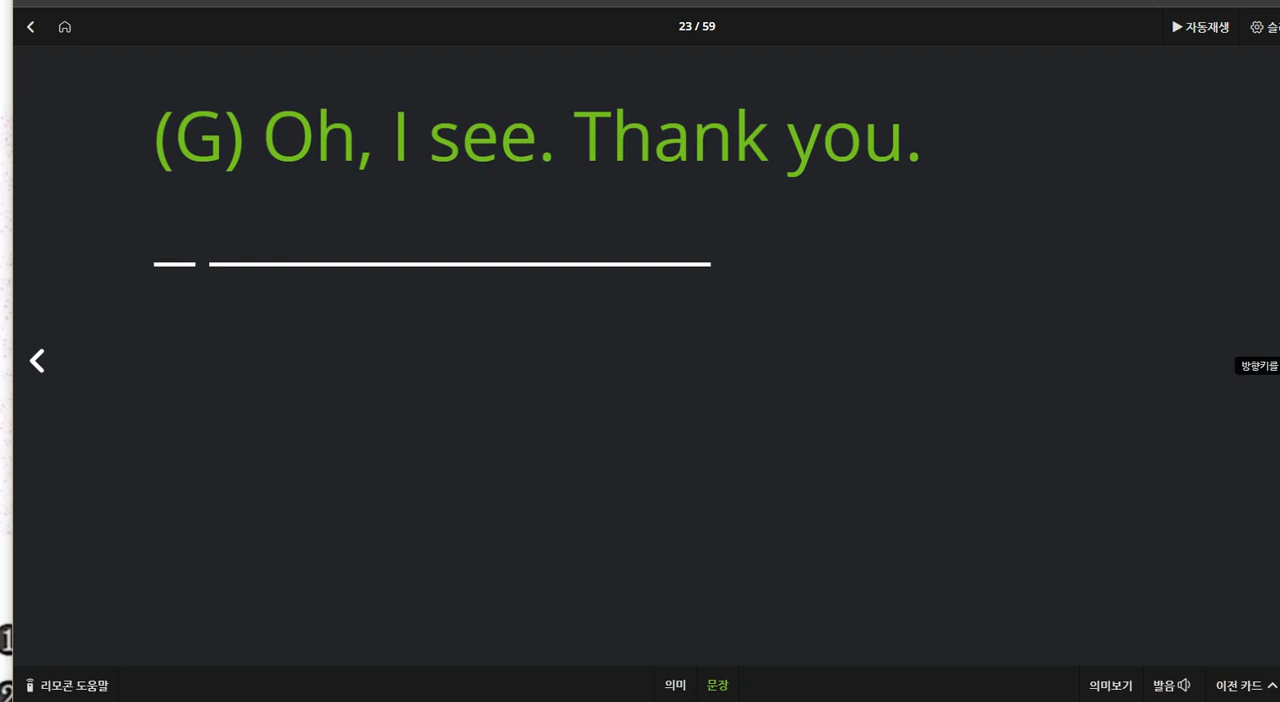 23 / 59
▶ 자동재생
(G) Oh, I see. Thank you.
방향키를
리모콘 도움말
의미
문장
의미보기
발음
이전 카드